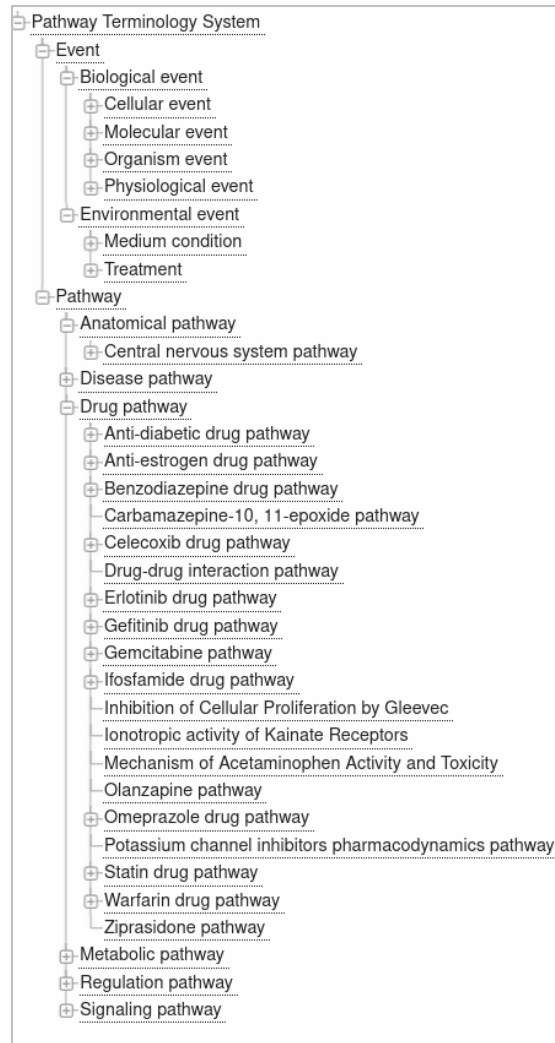 Pathway Terminology System
Event
Biological event
Cellular event
Molecular event
Organism event
Physiological event
Environmental event
Medium condition
Treatment
Pathway
Anatomical pathway
Central nervous system pathway
Disease pathway
Drug pathway
Anti-diabetic drug pathway
Anti-estrogen drug pathway
Benzodiazepine drug pathway
Carbamazepine-10, 11-epoxide pathway
Celecoxib drug pathway
Drug-drug interaction pathway
Erlotinib drug pathway
Gefitinib drug pathway
Gemcitabine pathway
Ifosfamide drug pathway
Inhibition of Cellular Proliferation by Gleevec
Ionotropic activity of Kainate Receptors
Mechanism of Acetaminophen Activity and Toxicity
Olanzapine pathway
Omeprazole drug pathway
Potassium channel inhibitors pharmacodynamics pathway
Statin drug pathway
Warfarin drug pathway
Ziprasidone pathway
Metabolic pathway
Regulation pathway
Signaling pathway